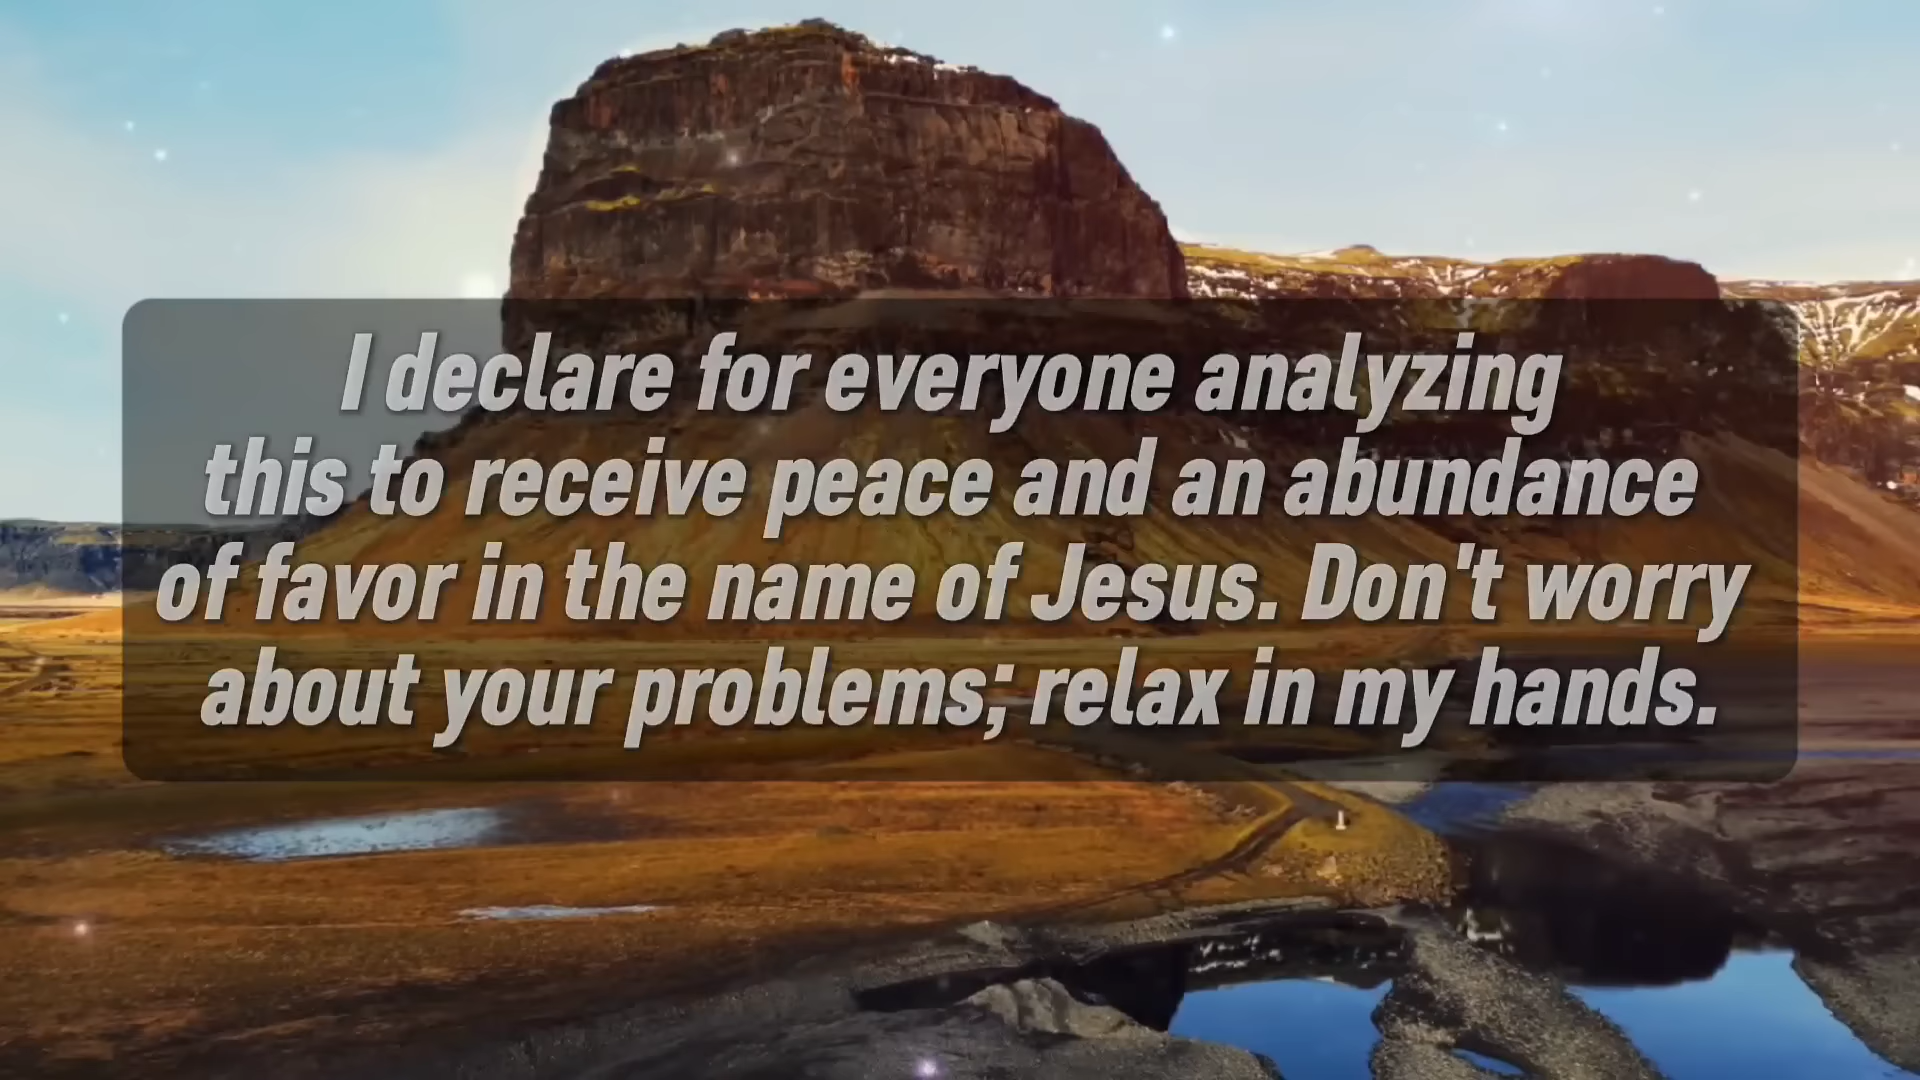 I declare for everyone analyzing
this to receive peace and an abundance
of favor in the name of Jesus. Don't worry
about your problems; relax in my hands.